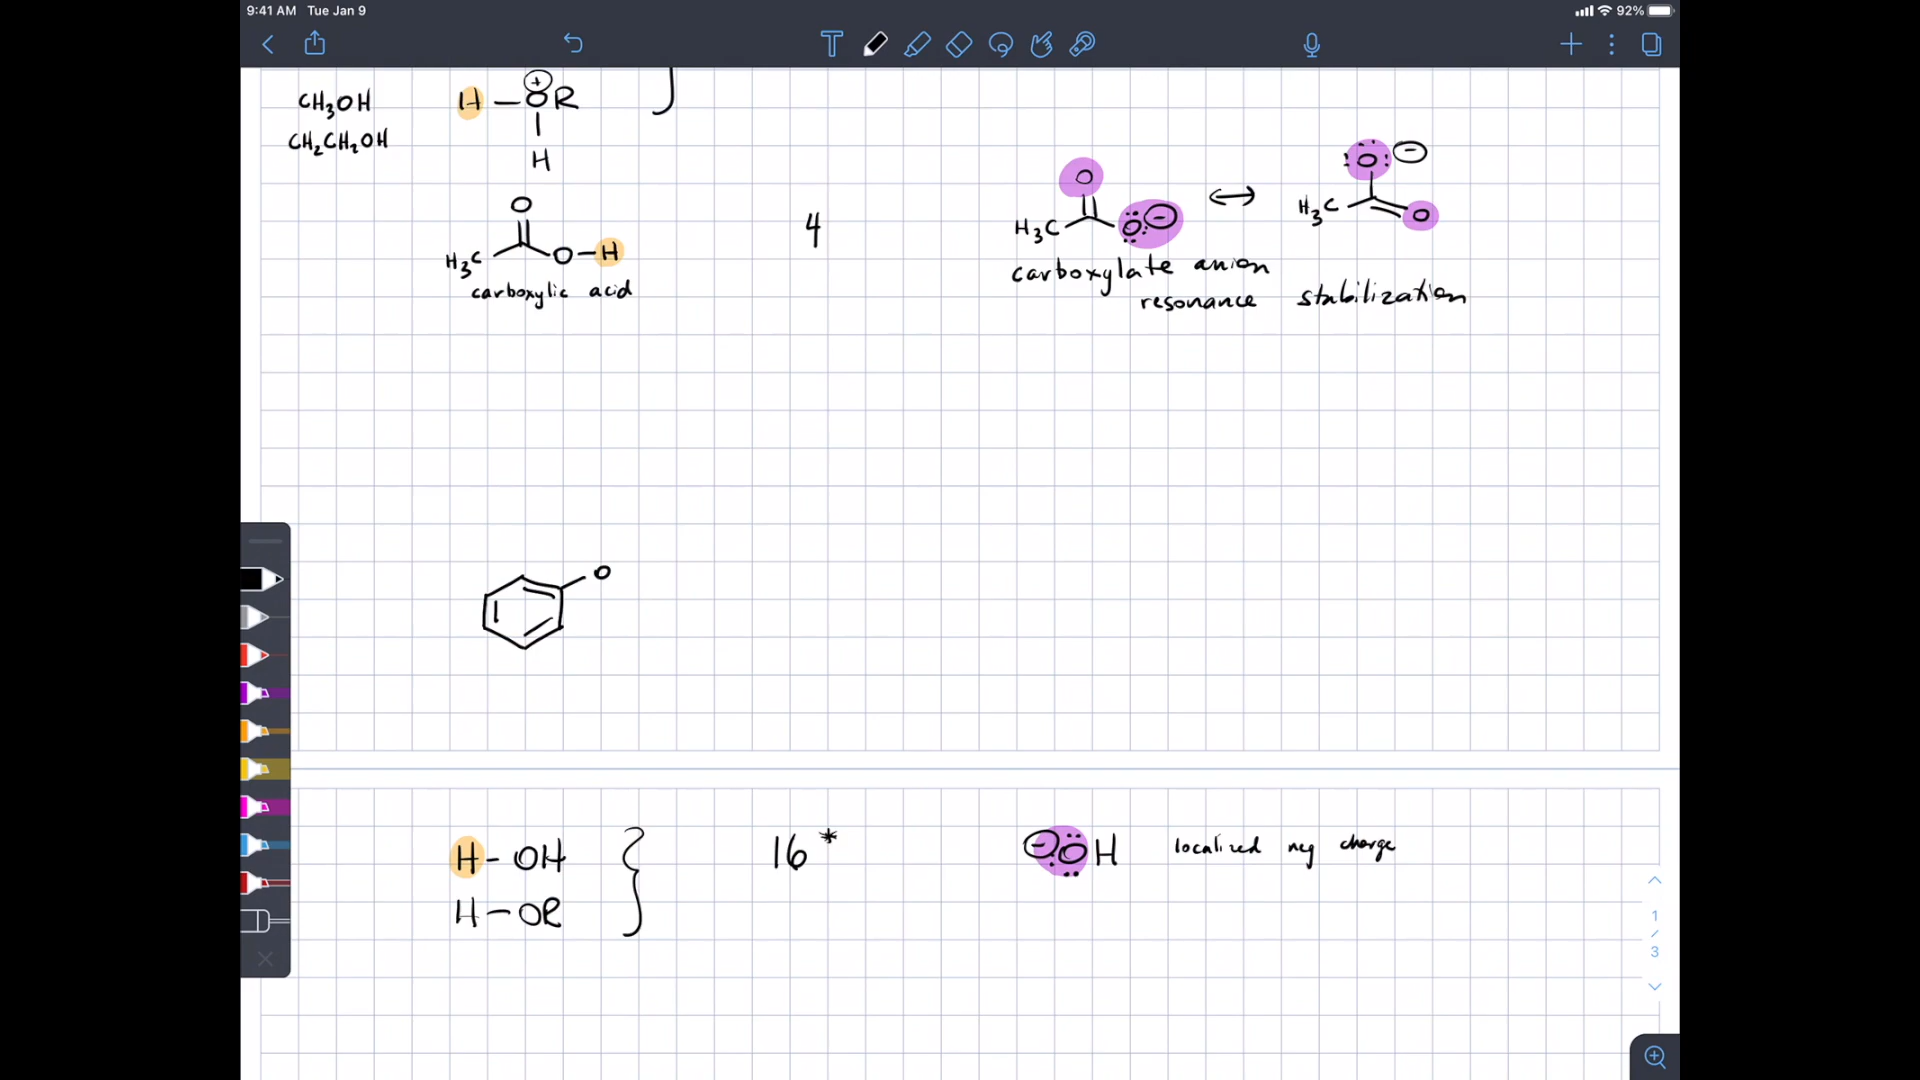 9:41 AM Tue Jan 9
92%
CH₃OH
H — OR
+
CH₂CH₂OH
H
O
O
O
−
4
H₃C
O
−
↔
H₃C
O
H₃C
O
—
H
carboxylic acid
carboxylate anion
resonance stabilization
O
H - OH
16*
−
O
H
localized neg charge
H — OR
1
/
3